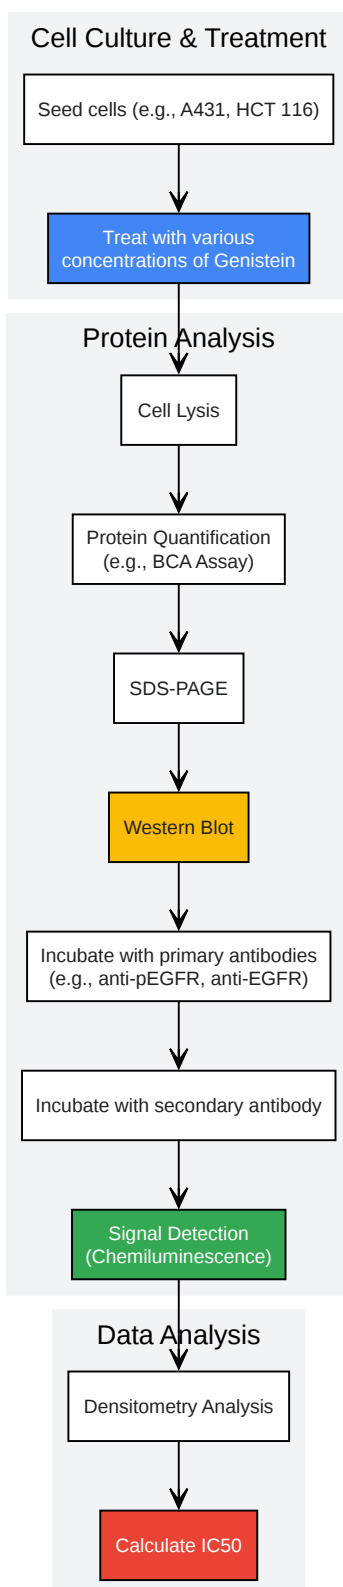 Cell Culture & Treatment
Seed cells (e.g., A431, HCT 116)
Treat with various
concentrations of Genistein
Protein Analysis
Cell Lysis
Protein Quantification
(e.g., BCA Assay)
SDS-PAGE
Western Blot
Incubate with primary antibodies
(e.g., anti-pEGFR, anti-EGFR)
Incubate with secondary antibody
Signal Detection
(Chemiluminescence)
Data Analysis
Densitometry Analysis
Calculate IC50